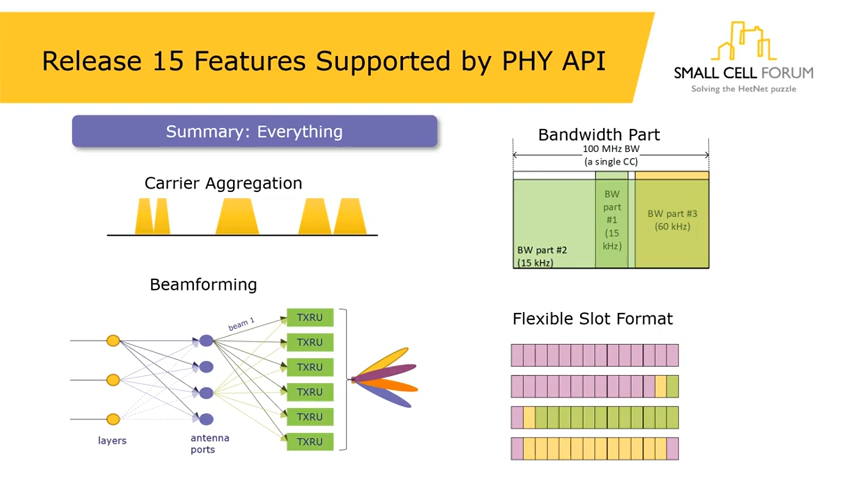 Release 15 Features Supported by PHY API
SMALL CELL FORUM
Solving the HetNet puzzle
Summary: Everything
Carrier Aggregation
Beamforming
beam 1
TXRU
TXRU
TXRU
TXRU
TXRU
TXRU
layers
antenna
ports
Bandwidth Part
100 MHz BW
(a single CC)
BW
part
#1
(15
kHz)
BW part #3
(60 kHz)
BW part #2
(15 kHz)
Flexible Slot Format